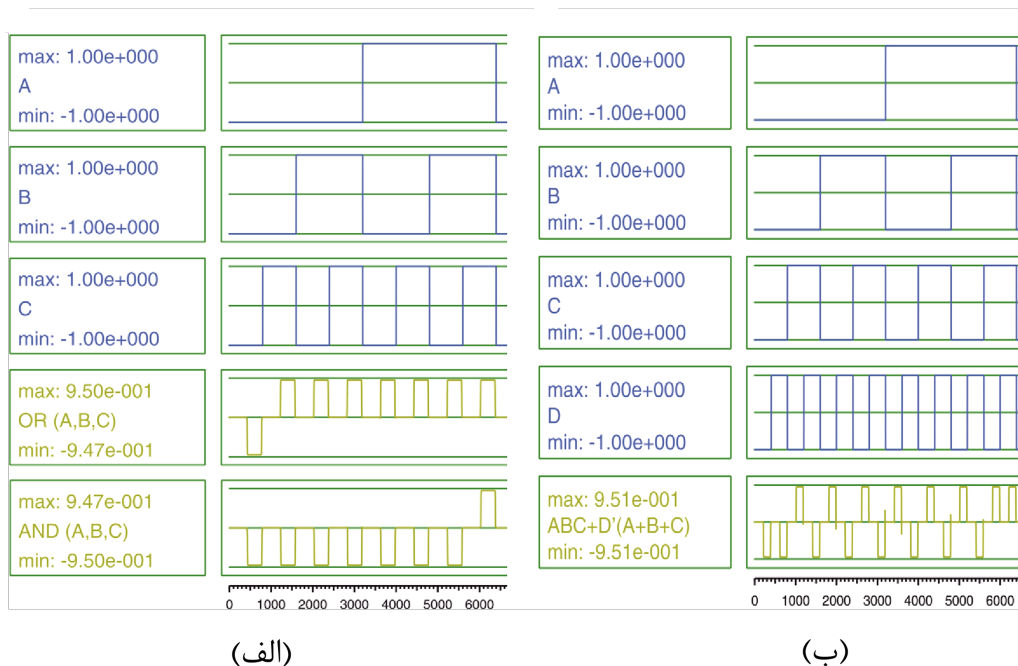 max: 1.00e+000
A
min: -1.00e+000
max: 1.00e+000
B
min: -1.00e+000
max: 1.00e+000
C
min: -1.00e+000
max: 9.50e-001
OR (A,B,C)
min: -9.47e-001
max: 9.47e-001
AND (A,B,C)
min: -9.50e-001
0 1000 2000 3000 4000 5000 6000
(الف)
max: 1.00e+000
A
min: -1.00e+000
max: 1.00e+000
B
min: -1.00e+000
max: 1.00e+000
C
min: -1.00e+000
max: 1.00e+000
D
min: -1.00e+000
max: 9.51e-001
ABC+D'(A+B+C)
min: -9.51e-001
0 1000 2000 3000 4000 5000 6000
(ب)